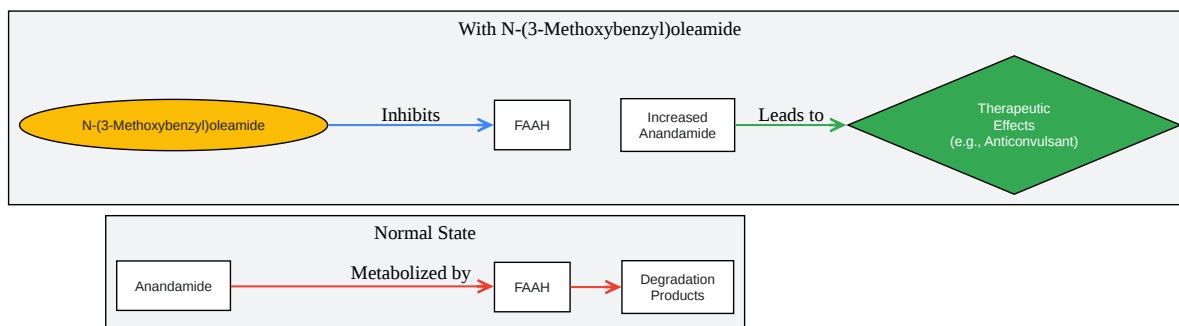 With N-(3-Methoxybenzyl)oleamide
N-(3-Methoxybenzyl)oleamide
Inhibits
FAAH
Increased
Anandamide
Leads to
Therapeutic
Effects
(e.g., Anticonvulsant)
Normal State
Anandamide
Metabolized by
FAAH
Degradation
Products